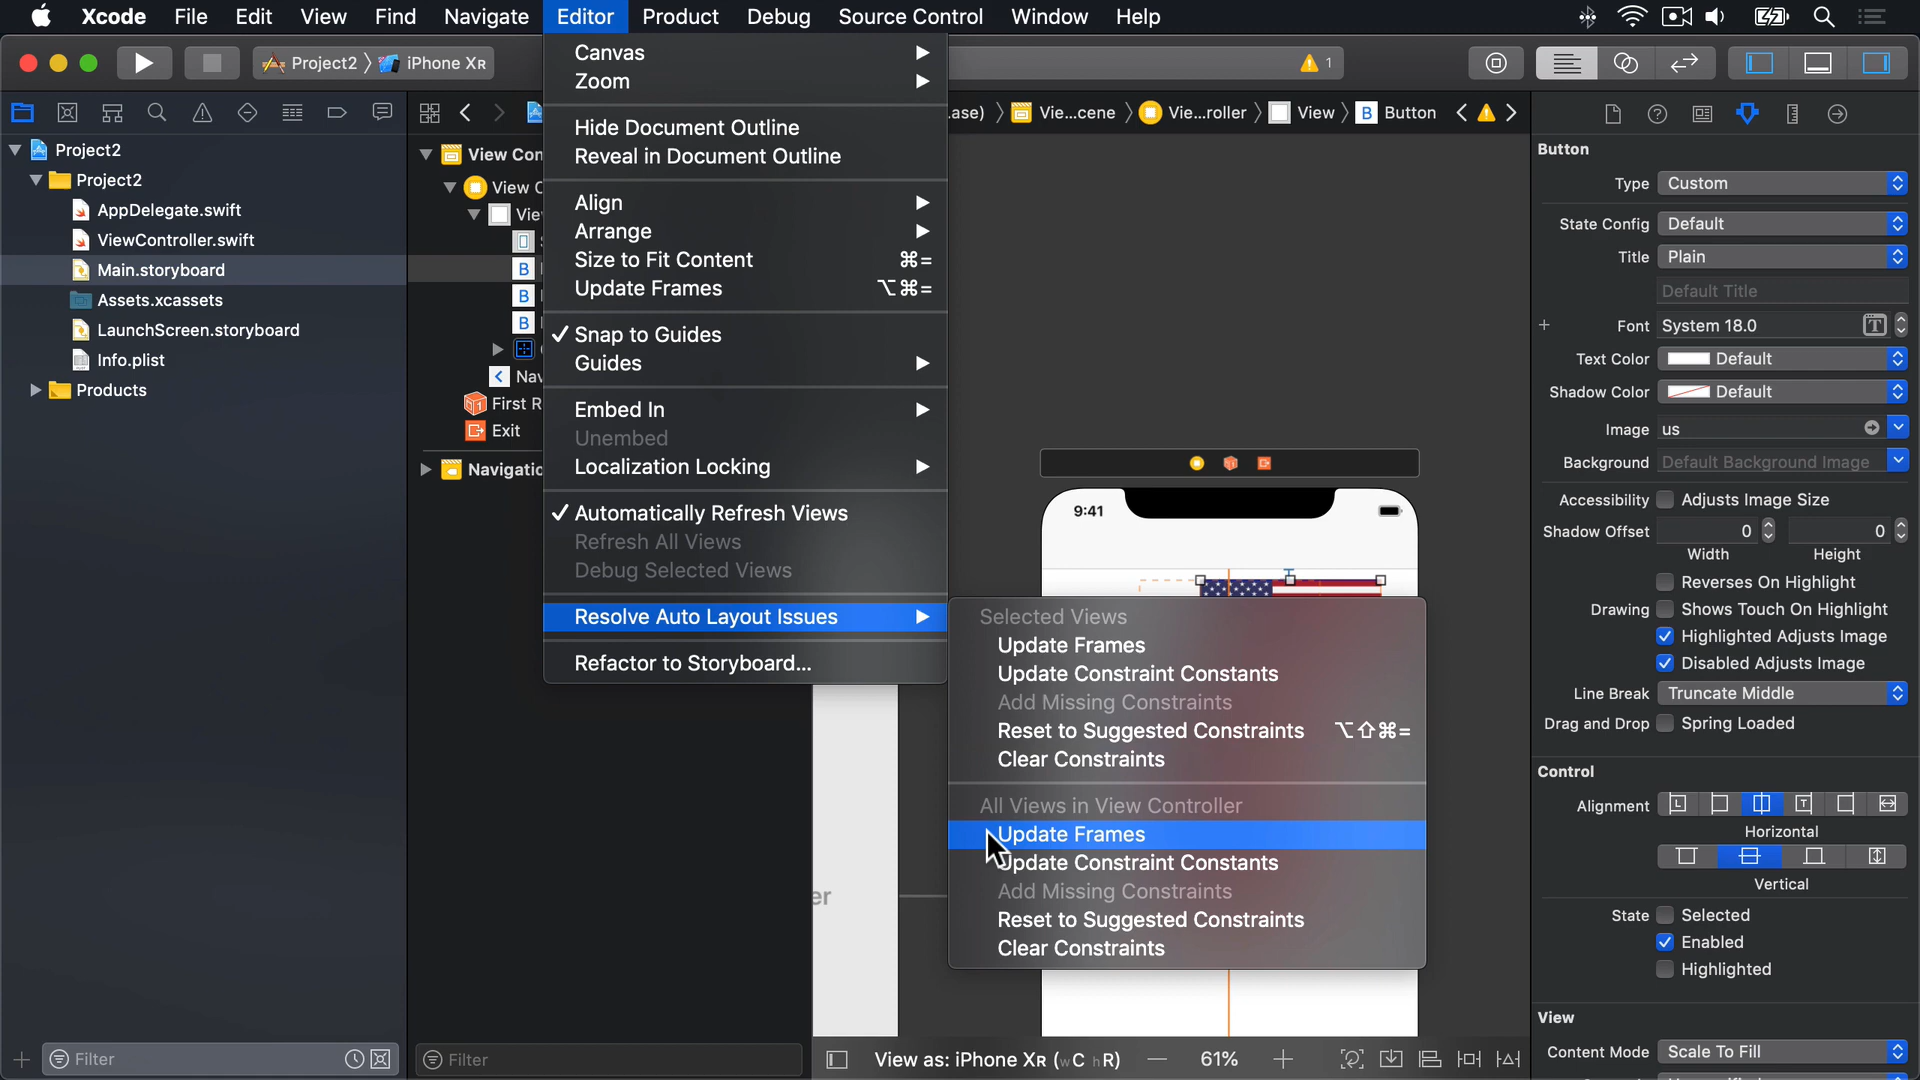 Xcode File Edit View Find Navigate Editor Product Debug Source Control Window Help
Project2 iPhone XR
1
Canvas
Zoom
Hide Document Outline
Reveal in Document Outline
Align
Arrange
Size to Fit Content ⌘=
Update Frames ⌥⌘=
Snap to Guides
Guides
Embed In
Unembed
Localization Locking
Automatically Refresh Views
Refresh All Views
Debug Selected Views
Resolve Auto Layout Issues
Refactor to Storyboard...
Selected Views
Update Frames
Update Constraint Constants
Add Missing Constraints
Reset to Suggested Constraints ⌥⇧⌘=
Clear Constraints
All Views in View Controller
Update Frames
Update Constraint Constants
Add Missing Constraints
Reset to Suggested Constraints
Clear Constraints
Project2
Project2
AppDelegate.swift
ViewController.swift
Main.storyboard
Assets.xcassets
LaunchScreen.storyboard
Info.plist
Products
Filter
View Con
View C
Vie
B
B
B
Nav
First R
Exit
Navigatio
Filter
.ase) Vie...cene Vie...roller View B Button
9:41
er
View as: iPhone XR (wC hR) 61%
Button
Type Custom
State Config Default
Title Plain
Default Title
Font System 18.0
Text Color Default
Shadow Color Default
Image us
Background Default Background Image
Accessibility Adjusts Image Size
Shadow Offset 0 0
Width Height
Reverses On Highlight
Drawing Shows Touch On Highlight
Highlighted Adjusts Image
Disabled Adjusts Image
Line Break Truncate Middle
Drag and Drop Spring Loaded
Control
Alignment
Horizontal
Vertical
State Selected
Enabled
Highlighted
View
Content Mode Scale To Fill